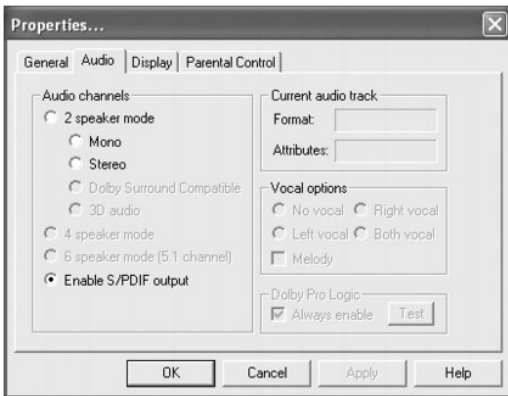 Properties...
General Audio Display Parental Control
Audio channels
2 speaker mode
Mono
Stereo
Dolby Surround Compatible
3D audio
4 speaker mode
6 speaker mode (5.1 channel)
Enable S/PDIF output
Current audio track
Format:
Attributes:
Vocal options
No vocal Right vocal
Left vocal Both vocal
Melody
Dolby Pro Logic
Always enable Test
OK Cancel Apply Help